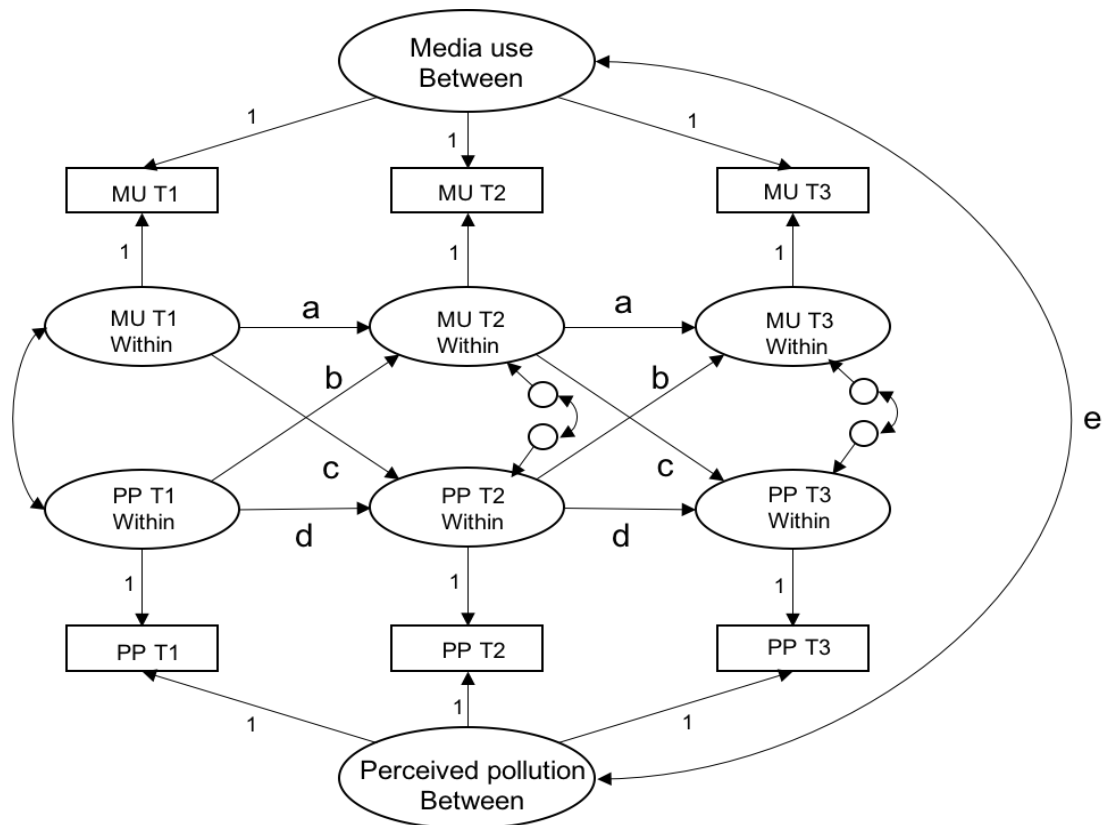 Media use
Between
1
1
1
MU T1
MU T2
MU T3
1
1
1
MU T1
Within
a
MU T2
Within
a
MU T3
Within
b
b
e
c
c
PP T1
Within
d
PP T2
Within
d
PP T3
Within
1
1
1
PP T1
PP T2
PP T3
1
1
1
Perceived pollution
Between